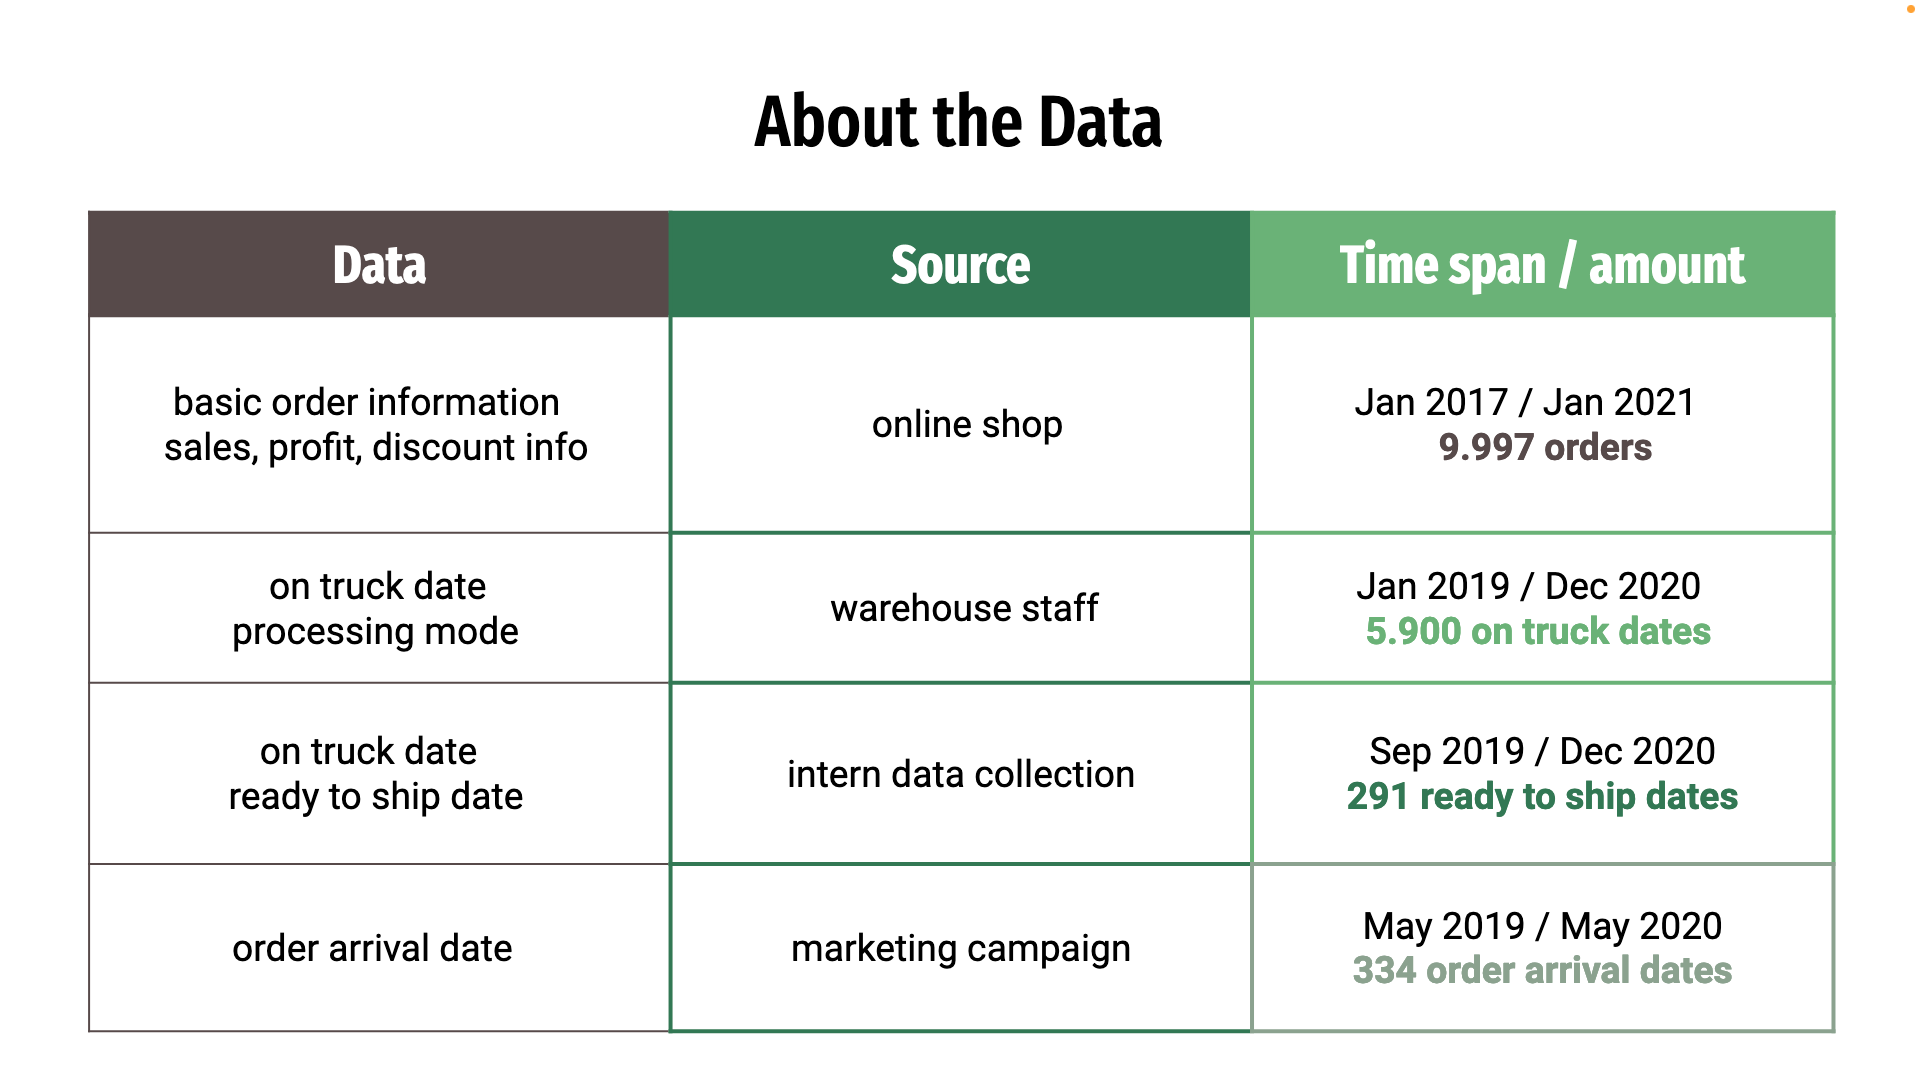 About the Data
Data
Source
Time span / amount
basic order information
sales, profit, discount info
online shop
Jan 2017 / Jan 2021
9.997 orders
on truck date
processing mode
warehouse staff
Jan 2019 / Dec 2020
5.900 on truck dates
on truck date
ready to ship date
intern data collection
Sep 2019 / Dec 2020
291 ready to ship dates
order arrival date
marketing campaign
May 2019 / May 2020
334 order arrival dates